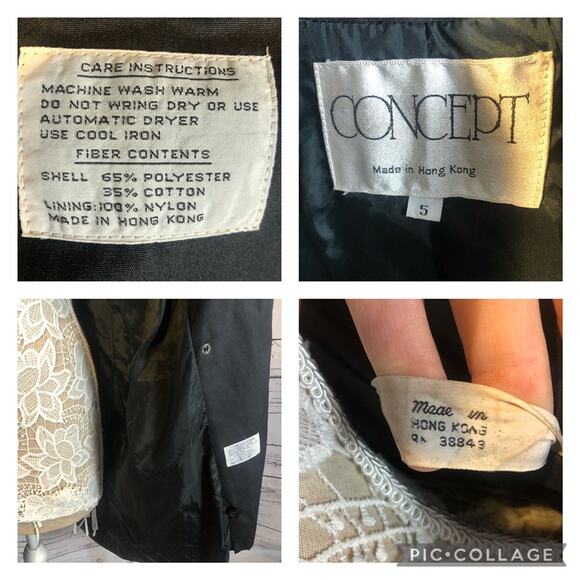 CARE INSTRUCTIONS
MACHINE WASH WARM
DO NOT WRING DRY OR USE
AUTOMATIC DRYER
USE COOL IRON
FIBER CONTENTS
SHELL 65% POLYESTER
35% COTTON
LINING:100% NYLON
MADE IN HONG KONG
CONCEPT
Made in Hong Kong
5
made in
HONG KONG
38843
PIC•COLLAGE